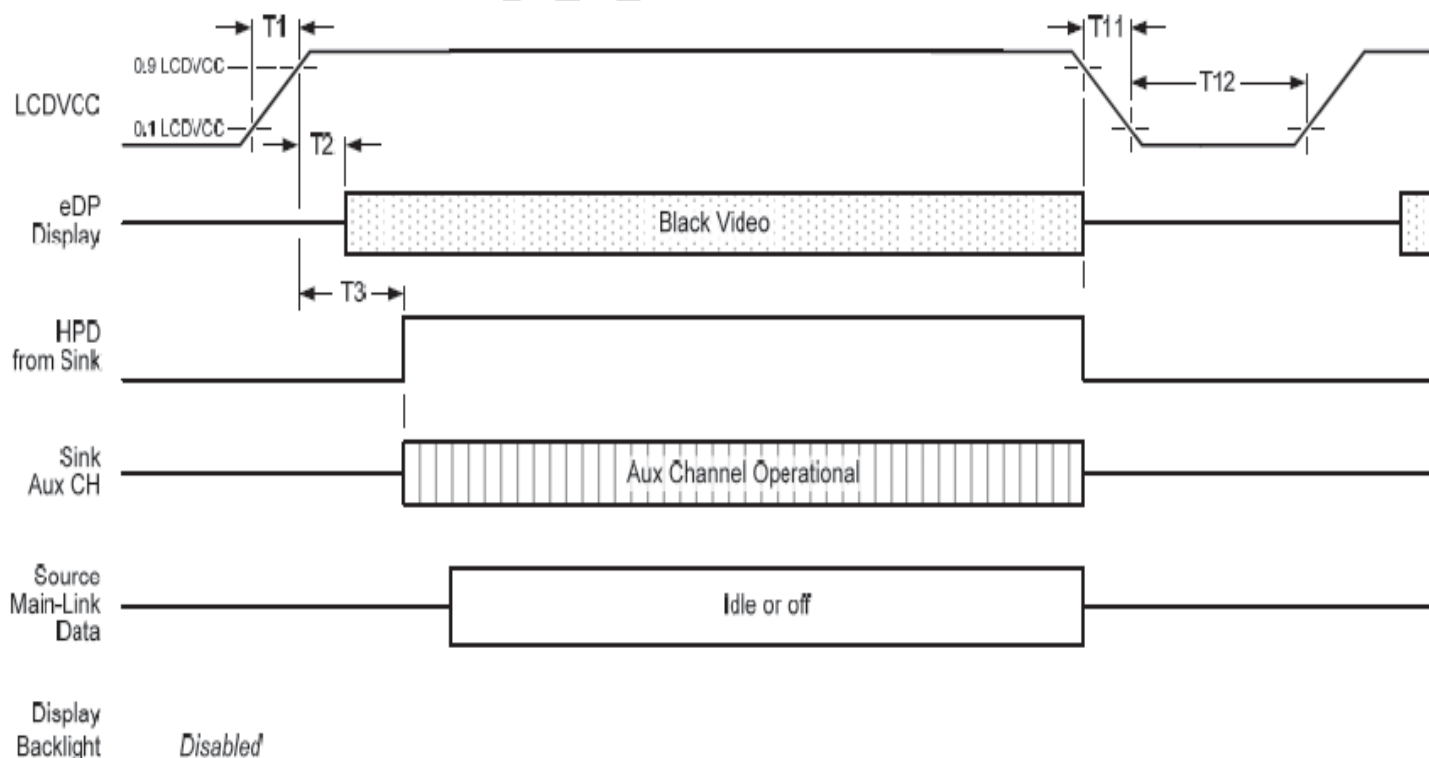 T1
T11
0.9 LCDVCC
LCDVCC
T12
0.1 LCDVCC
T2
eDP
Display
Black Video
T3
HPD
from Sink
Sink
Aux CH
Aux Channel Operational
Source
Main-Link
Data
Idle or off
Display
Backlight
Disabled